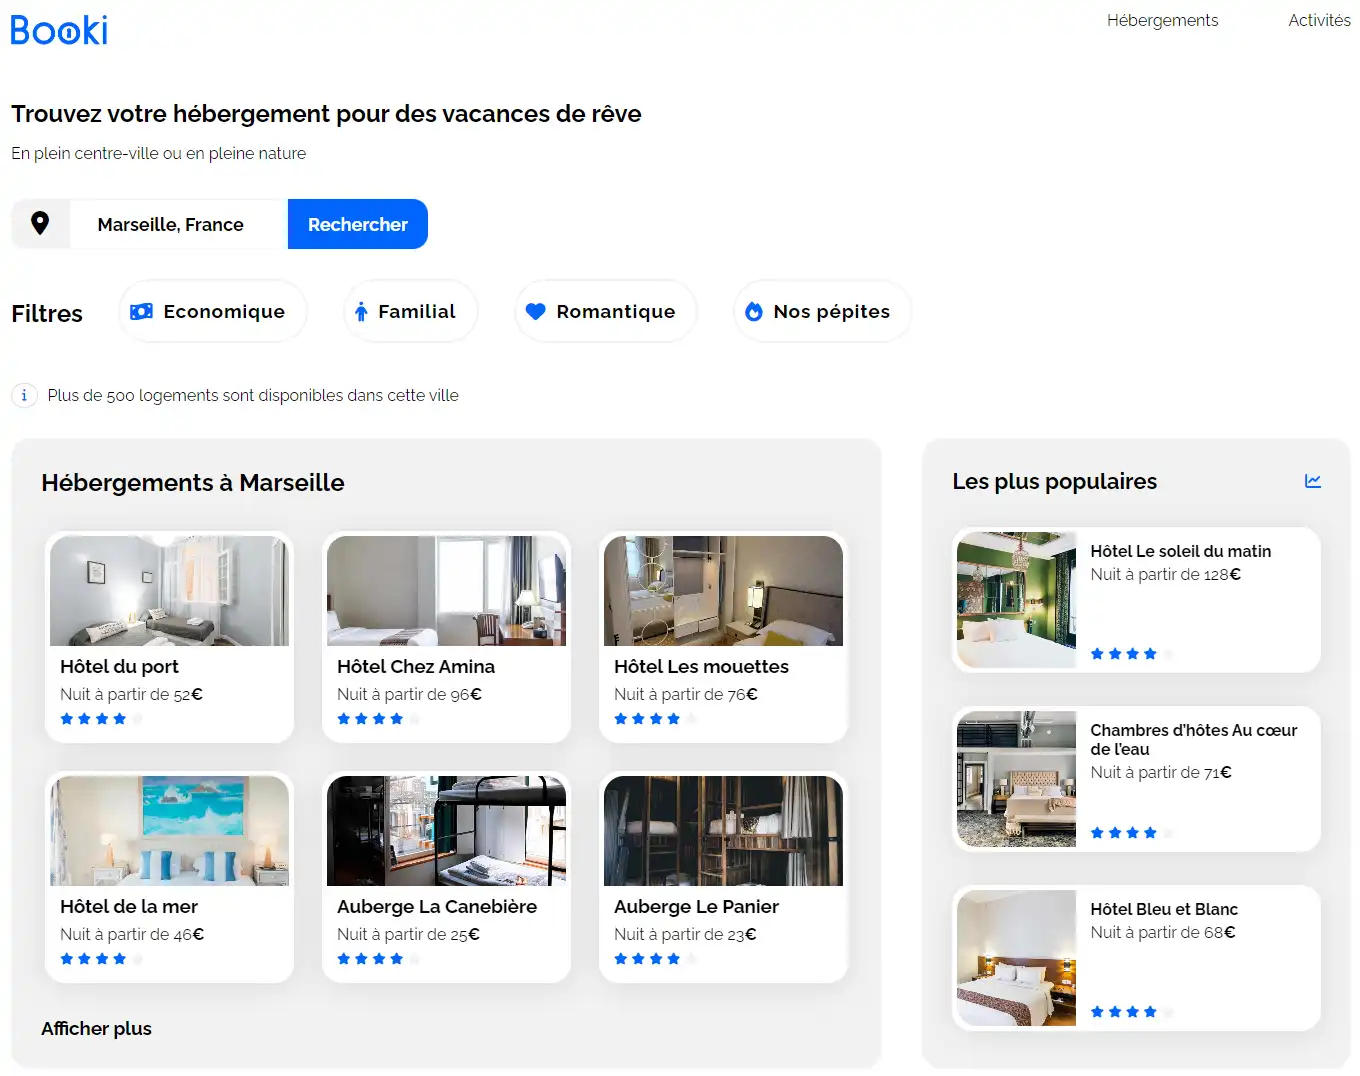 Booki
Hébergements
Activités
Trouvez votre hébergement pour des vacances de rêve
En plein centre-ville ou en pleine nature
Marseille, France
Rechercher
Filtres
Economique
Familial
Romantique
Nos pépites
i Plus de 500 logements sont disponibles dans cette ville
Hébergements à Marseille
Hôtel du port
Nuit à partir de 52€
Hôtel Chez Amina
Nuit à partir de 96€
Hôtel Les mouettes
Nuit à partir de 76€
Hôtel de la mer
Nuit à partir de 46€
Auberge La Canebière
Nuit à partir de 25€
Auberge Le Panier
Nuit à partir de 23€
Afficher plus
Les plus populaires
Hôtel Le soleil du matin
Nuit à partir de 128€
Chambres d’hôtes Au cœur
de l’eau
Nuit à partir de 71€
Hôtel Bleu et Blanc
Nuit à partir de 68€